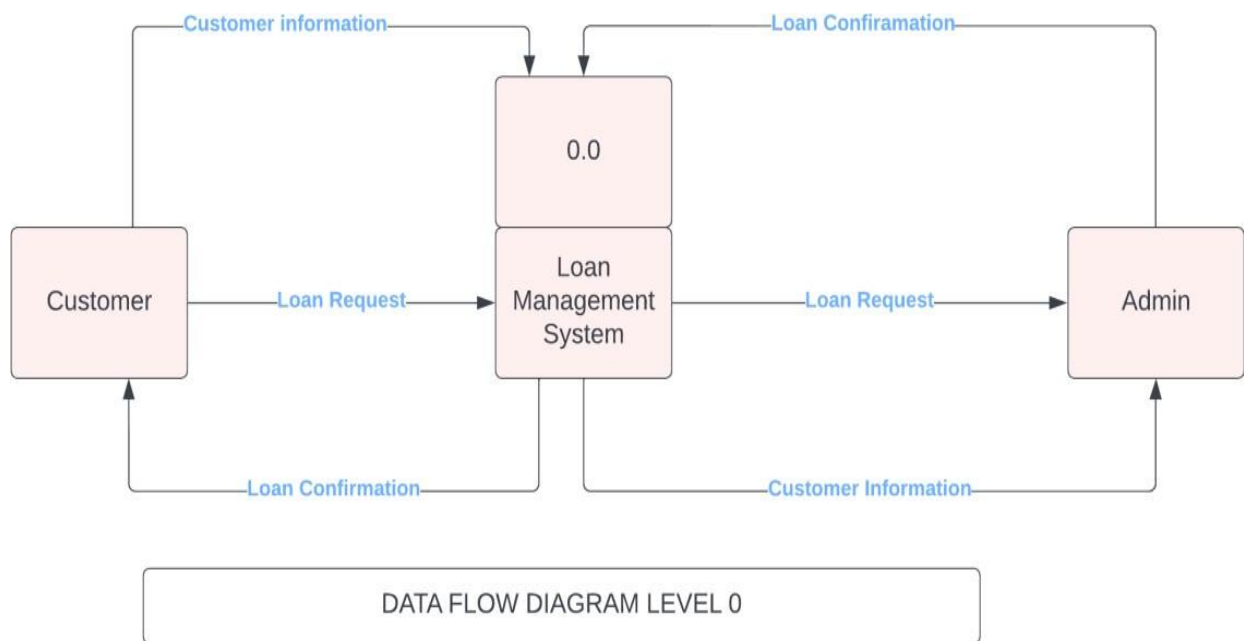 Customer information
Loan Confiramation
0.0
Customer
Loan Request
Loan
Management
System
Loan Request
Admin
Loan Confirmation
Customer Information
DATA FLOW DIAGRAM LEVEL 0